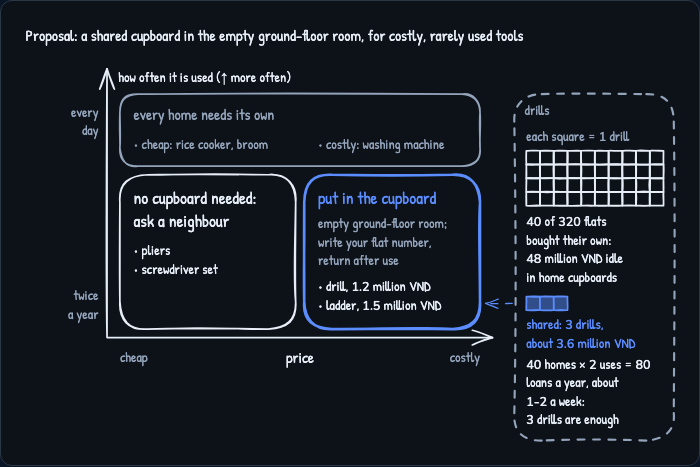 Proposal: a shared cupboard in the empty ground-floor room, for costly, rarely used tools
how often it is used (↑ more often)
every
day
every home needs its own
• cheap: rice cooker, broom
• costly: washing machine
no cupboard needed:
ask a neighbour
• pliers
• screwdriver set
put in the cupboard
empty ground-floor room;
write your flat number,
return after use
• drill, 1.2 million VND
• ladder, 1.5 million VND
twice
a year
cheap
price
costly
drills
each square = 1 drill
40 of 320 flats
bought their own:
48 million VND idle
in home cupboards
shared: 3 drills,
about 3.6 million VND
40 homes × 2 uses = 80
loans a year, about
1–2 a week:
3 drills are enough